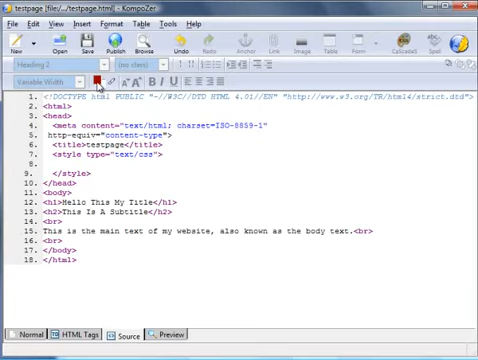 testpage [file:/.../testpage.html] - KompoZer
File Edit View Insert Format Table Tools Help
New Open Save Publish Browse Undo Redo Anchor Link Image Table Form CaScadeS Spell
Heading 2 (no class)
Variable Width B I U
1. <!DOCTYPE html PUBLIC "-//W3C//DTD HTML 4.01//EN" "http://www.w3.org/TR/html4/strict.dtd">
2. <html>
3. <head>
4. <meta content="text/html; charset=ISO-8859-1"
5. http-equiv="content-type">
6. <title>testpage</title>
7. <style type="text/css">
8.
9. </style>
10. </head>
11. <body>
12. <h1>Hello This My Title</h1>
13. <h2>This Is A Subtitle</h2>
14. <br>
15. This is the main text of my website, also known as the body text.<br>
16. <br>
17. </body>
18. </html>
Normal HTML Tags Source Preview